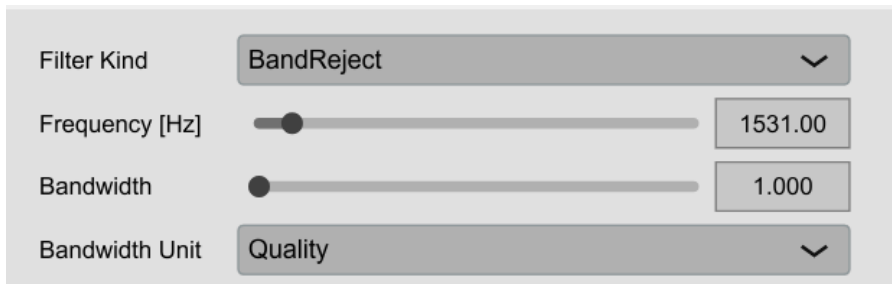 Filter Kind BandReject
Frequency [Hz] 1531.00
Bandwidth 1.000
Bandwidth Unit Quality